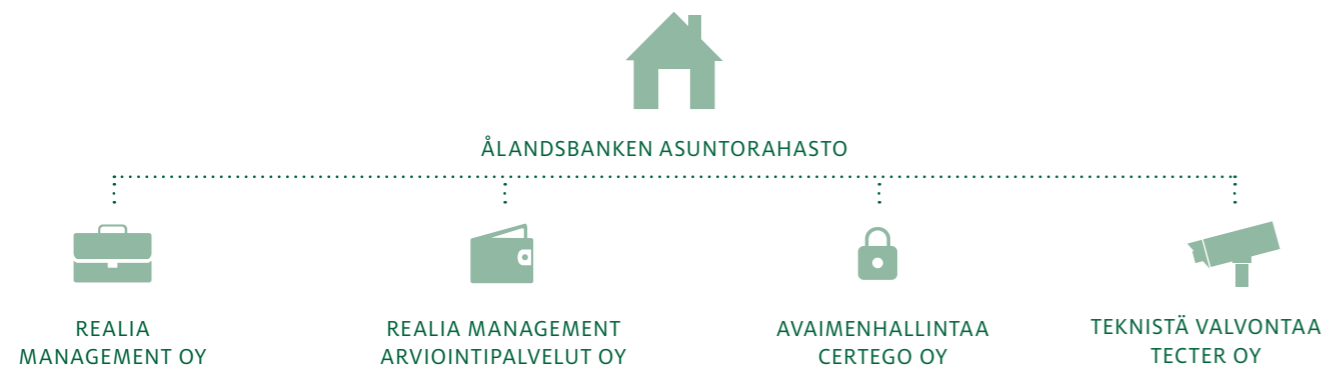 ÅLANDSBANKEN ASUNTORAHASTO
REALIA
MANAGEMENT OY
REALIA MANAGEMENT
ARVIOINTIPALVELUT OY
AVAIMENHALLINTAA
CERTEGO OY
TEKNISTÄ VALVONTAA
TECTER OY